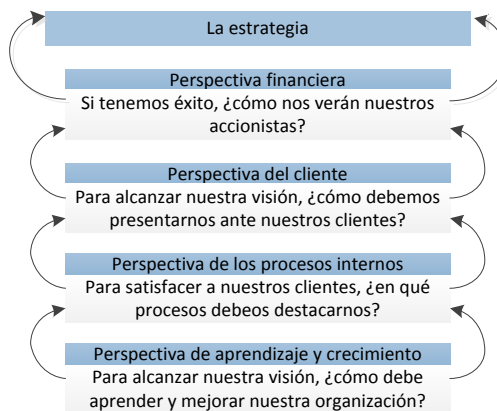 La estrategia
Perspectiva financiera
Si tenemos éxito, ¿cómo nos verán nuestros
accionistas?
Perspectiva del cliente
Para alcanzar nuestra visión, ¿cómo debemos
presentarnos ante nuestros clientes?
Perspectiva de los procesos internos
Para satisfacer a nuestros clientes, ¿en qué
procesos debeos destacarnos?
Perspectiva de aprendizaje y crecimiento
Para alcanzar nuestra visión, ¿cómo debe
aprender y mejorar nuestra organización?